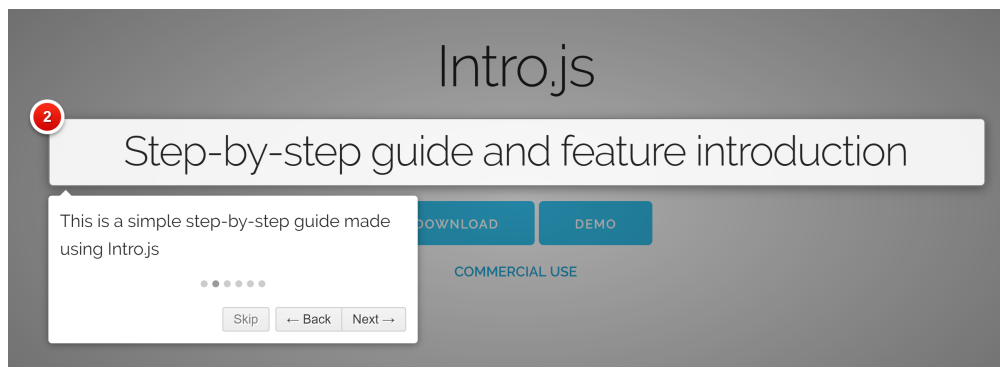 Intro.js
2
Step-by-step guide and feature introduction
This is a simple step-by-step guide made
using Intro.js
DOWNLOAD
DEMO
COMMERCIAL USE
Skip
← Back
Next →